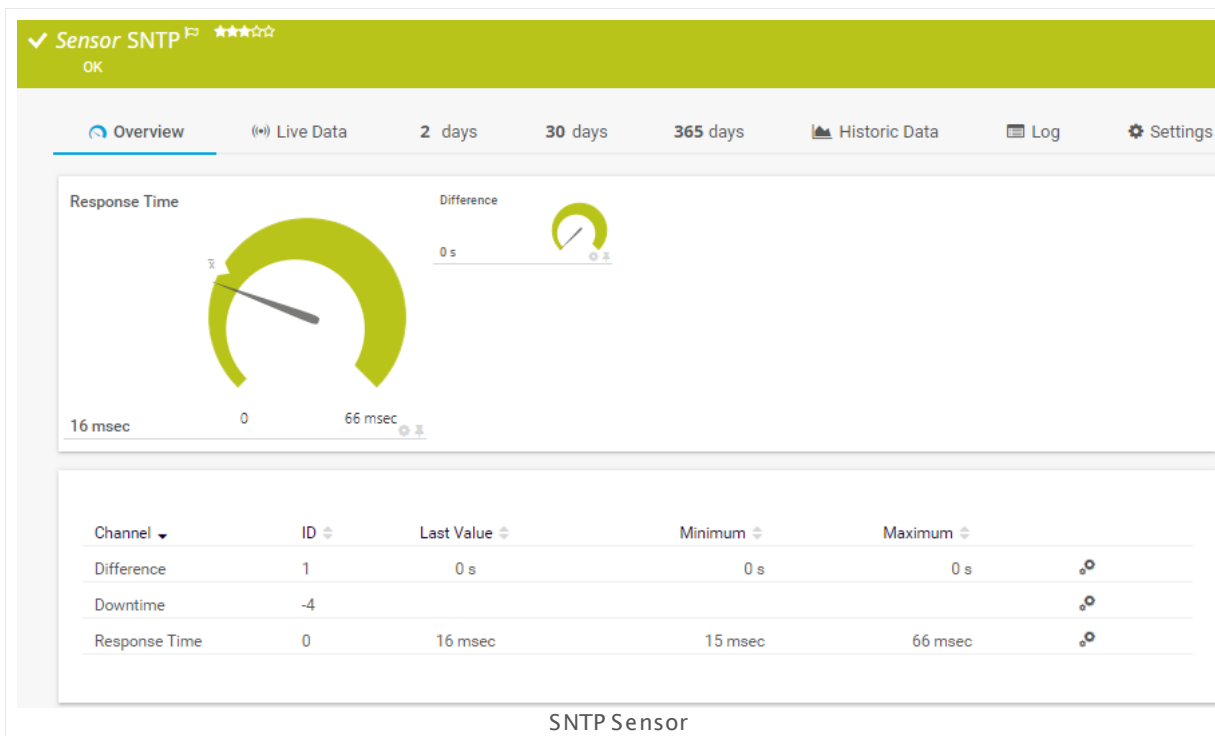 Sensor SNTP
OK
Overview Live Data 2 days 30 days 365 days Historic Data Log Settings
Response Time
x̄
16 msec
0 66 msec
Difference
0 s
Channel ID Last Value Minimum Maximum
Difference 1 0 s 0 s 0 s
Downtime -4
Response Time 0 16 msec 15 msec 66 msec
SNTP Sensor